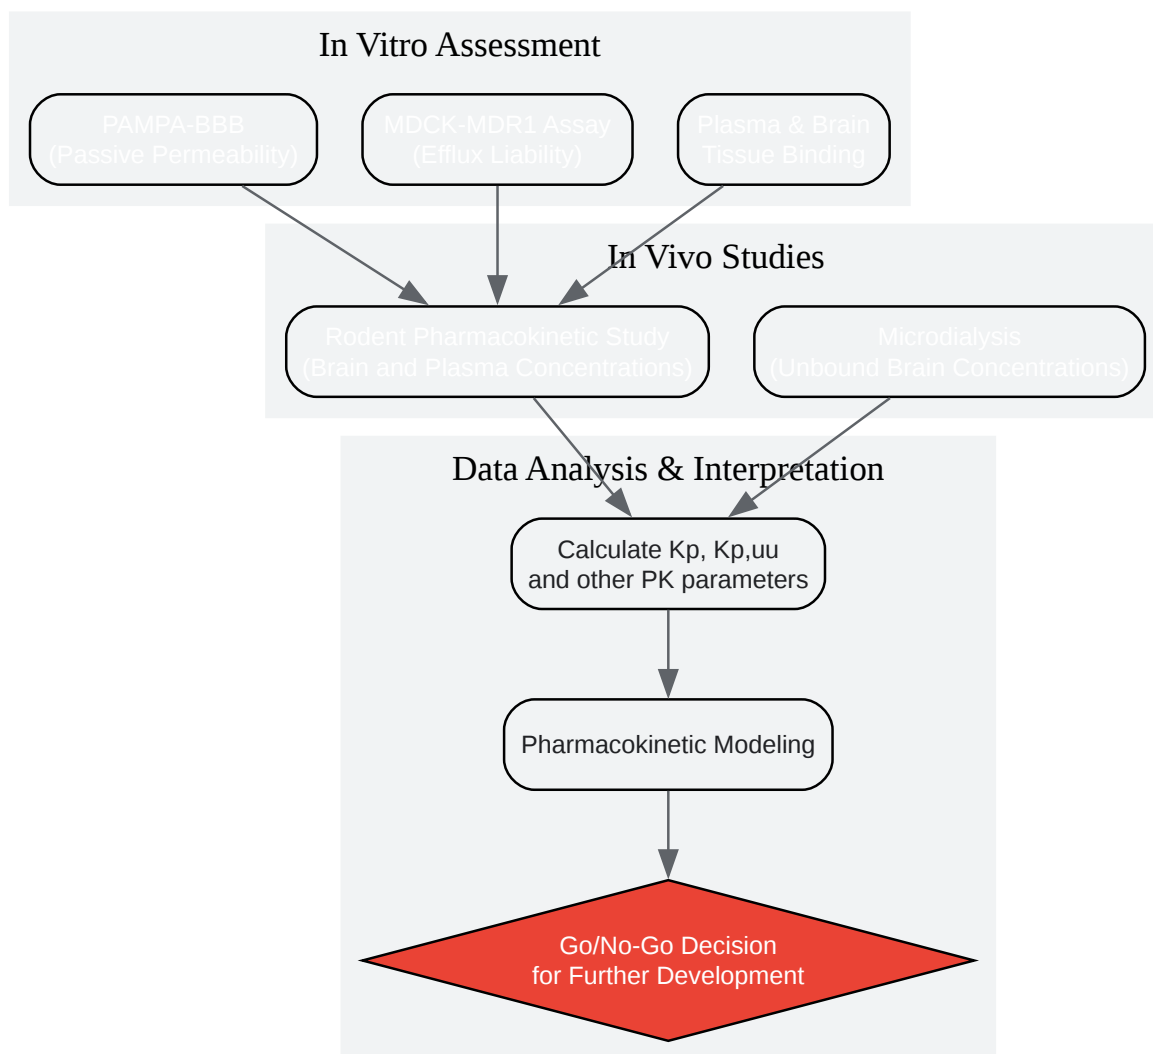 In Vitro Assessment
PAMPA-BBB
(Passive Permeability)
MDCK-MDR1 Assay
(Efflux Liability)
Plasma & Brain
Tissue Binding
In Vivo Studies
Rodent Pharmacokinetic Study
(Brain and Plasma Concentrations)
Microdialysis
(Unbound Brain Concentrations)
Data Analysis & Interpretation
Calculate Kp, Kp,uu
and other PK parameters
Pharmacokinetic Modeling
Go/No-Go Decision
for Further Development